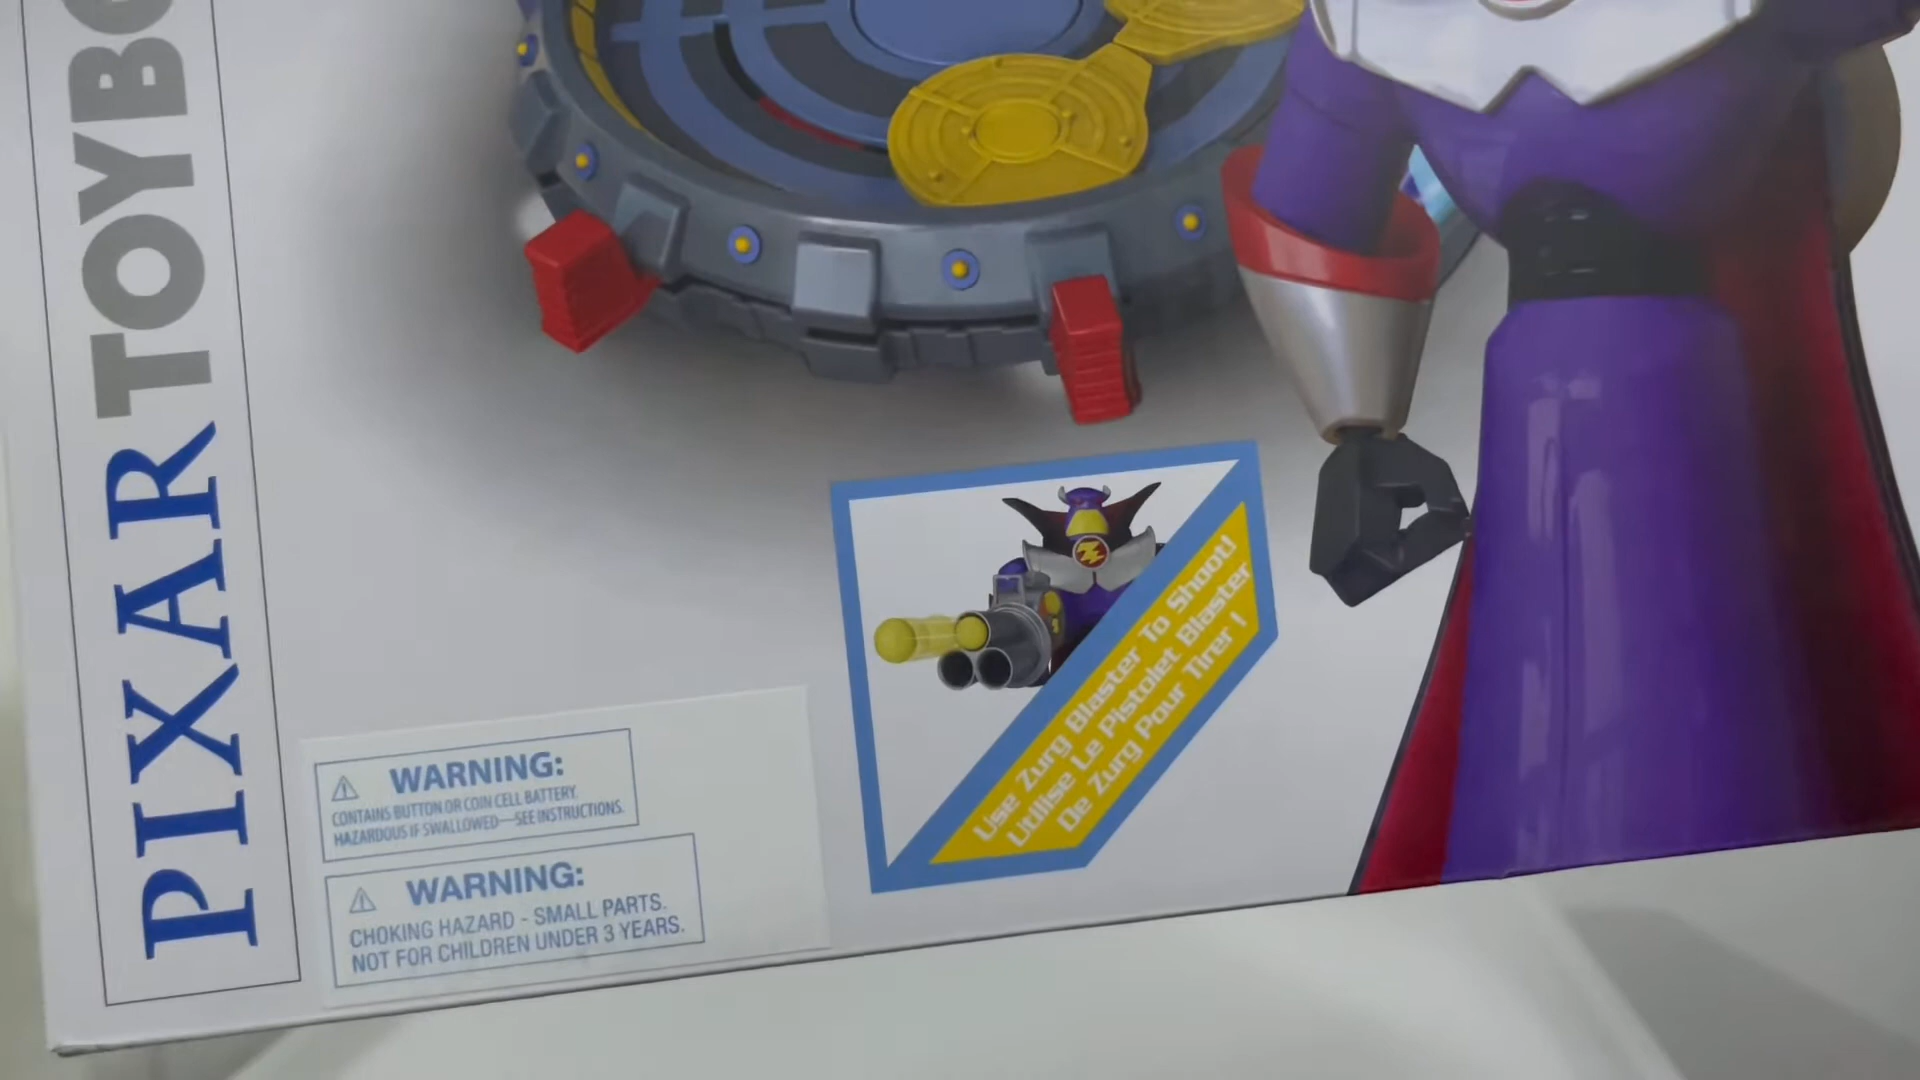 PIXAR TOYBO
WARNING:
CONTAINS BUTTON OR COIN CELL BATTERY.
HAZARDOUS IF SWALLOWED—SEE INSTRUCTIONS.
WARNING:
CHOKING HAZARD - SMALL PARTS.
NOT FOR CHILDREN UNDER 3 YEARS.
Use Zurg Blaster To Shoot!
Utilise Le Pistolet Blaster
De Zurg Pour Tirer !
Z